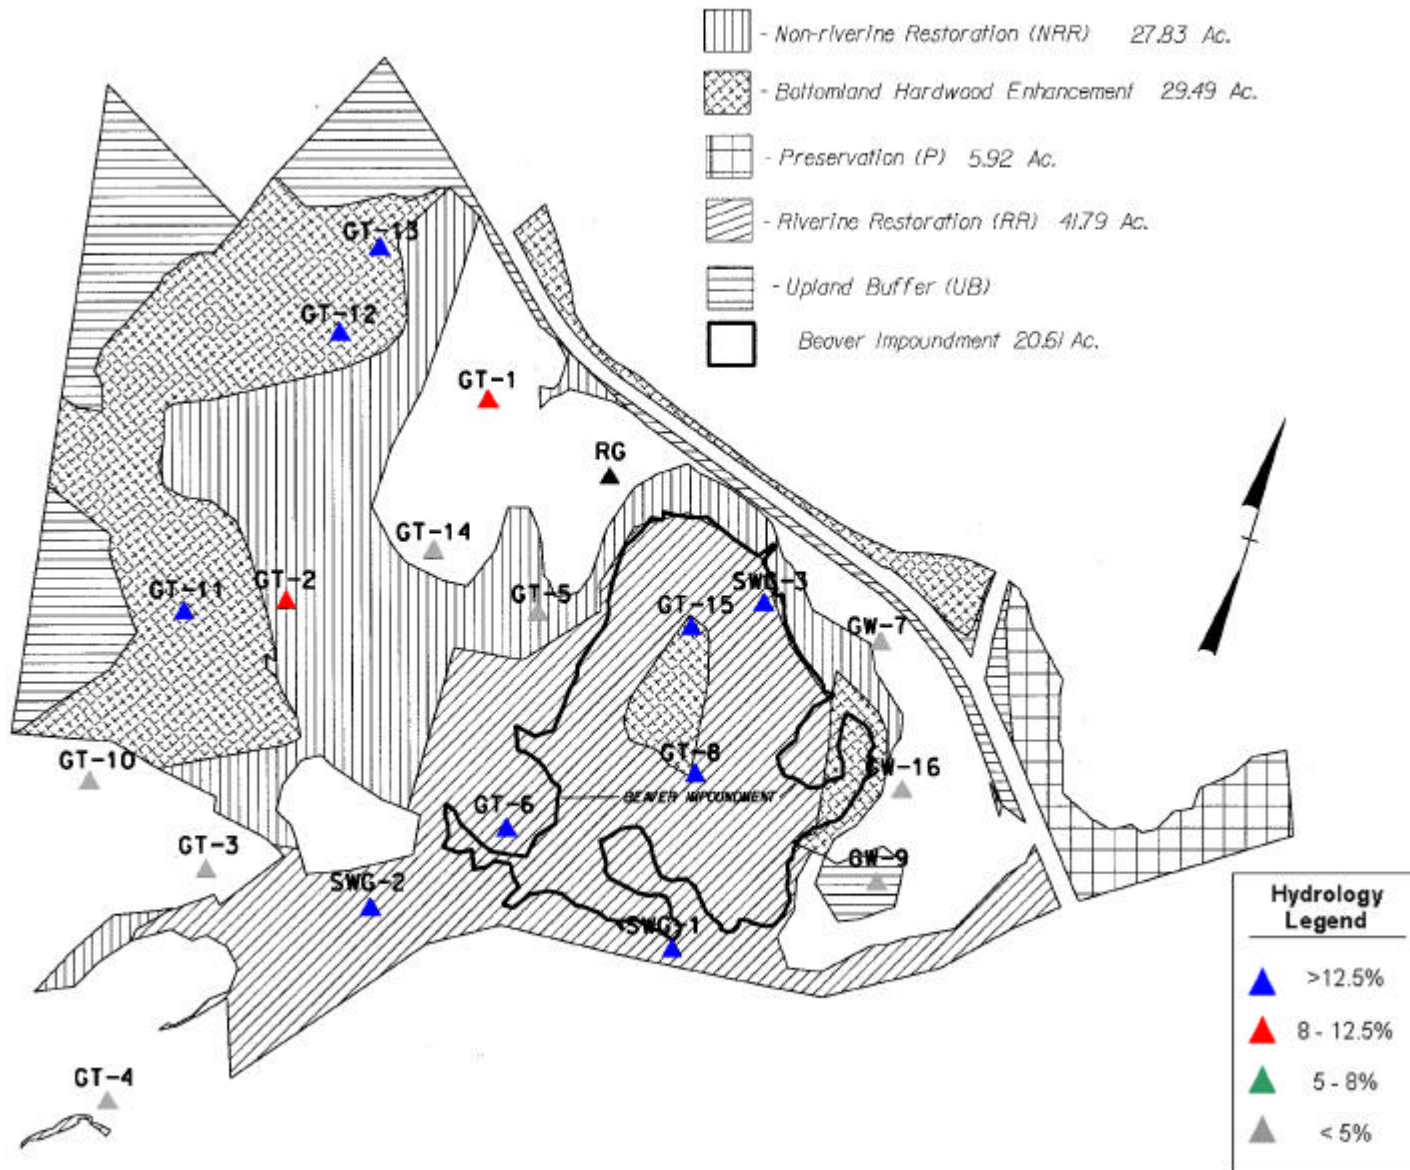 - Non-riverine Restoration (NRR) 27.83 Ac.
- Bottomland Hardwood Enhancement 29.49 Ac.
- Preservation (P) 5.92 Ac.
- Riverine Restoration (RR) 41.79 Ac.
- Upland Buffer (UB)
Beaver Impoundment 20.61 Ac.
GT-13
GT-12
GT-1
RG
GT-14
GT-11
GT-2
GT-5
GT-15
SWG-3
GW-7
GT-10
GT-8
GW-16
BEAVER IMPOUNDMENT
GT-6
GT-3
GW-9
SWG-2
SWG-1
GT-4
Hydrology
Legend
>12.5%
8 - 12.5%
5 - 8%
< 5%